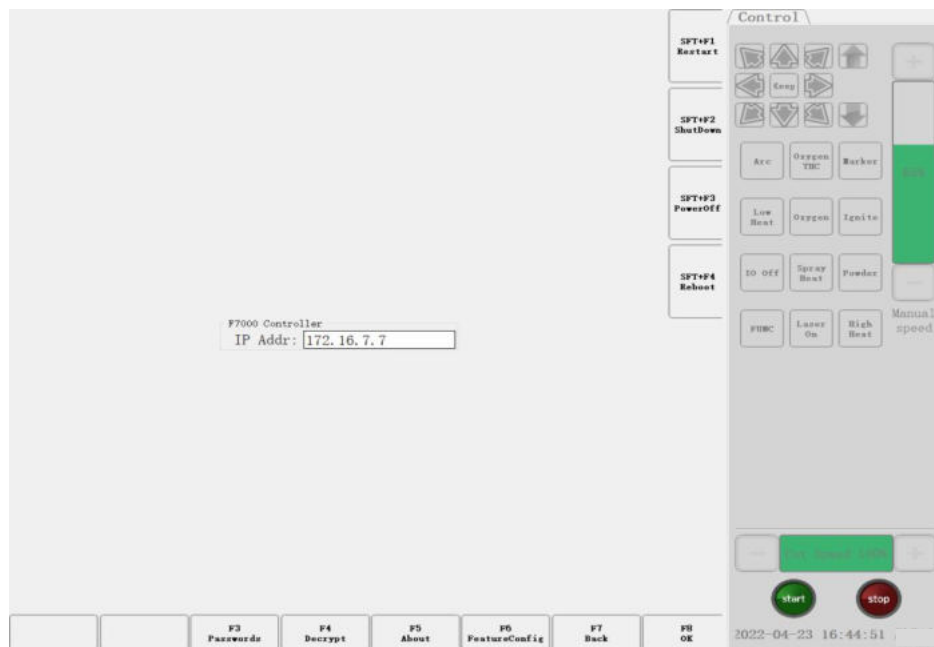 Control
SFT+F1
Restart
SFT+F2
ShutDown
SFT+F3
PowerOff
SFT+F4
Reboot
Keep
Arc
Oxygen
THC
Marker
Low
Heat
Oxygen
Ignite
IO Off
Spray
Heat
Powder
FUNC
Laser
On
High
Heat
+
-
Manual
speed
F7000 Controller
IP Addr: 172.16.7.7
-
Cut Speed
+
start
stop
F3
Passwords
F4
Decrypt
F5
About
F6
FeatureConfig
F7
Back
F8
OK
2022-04-23 16:44:51